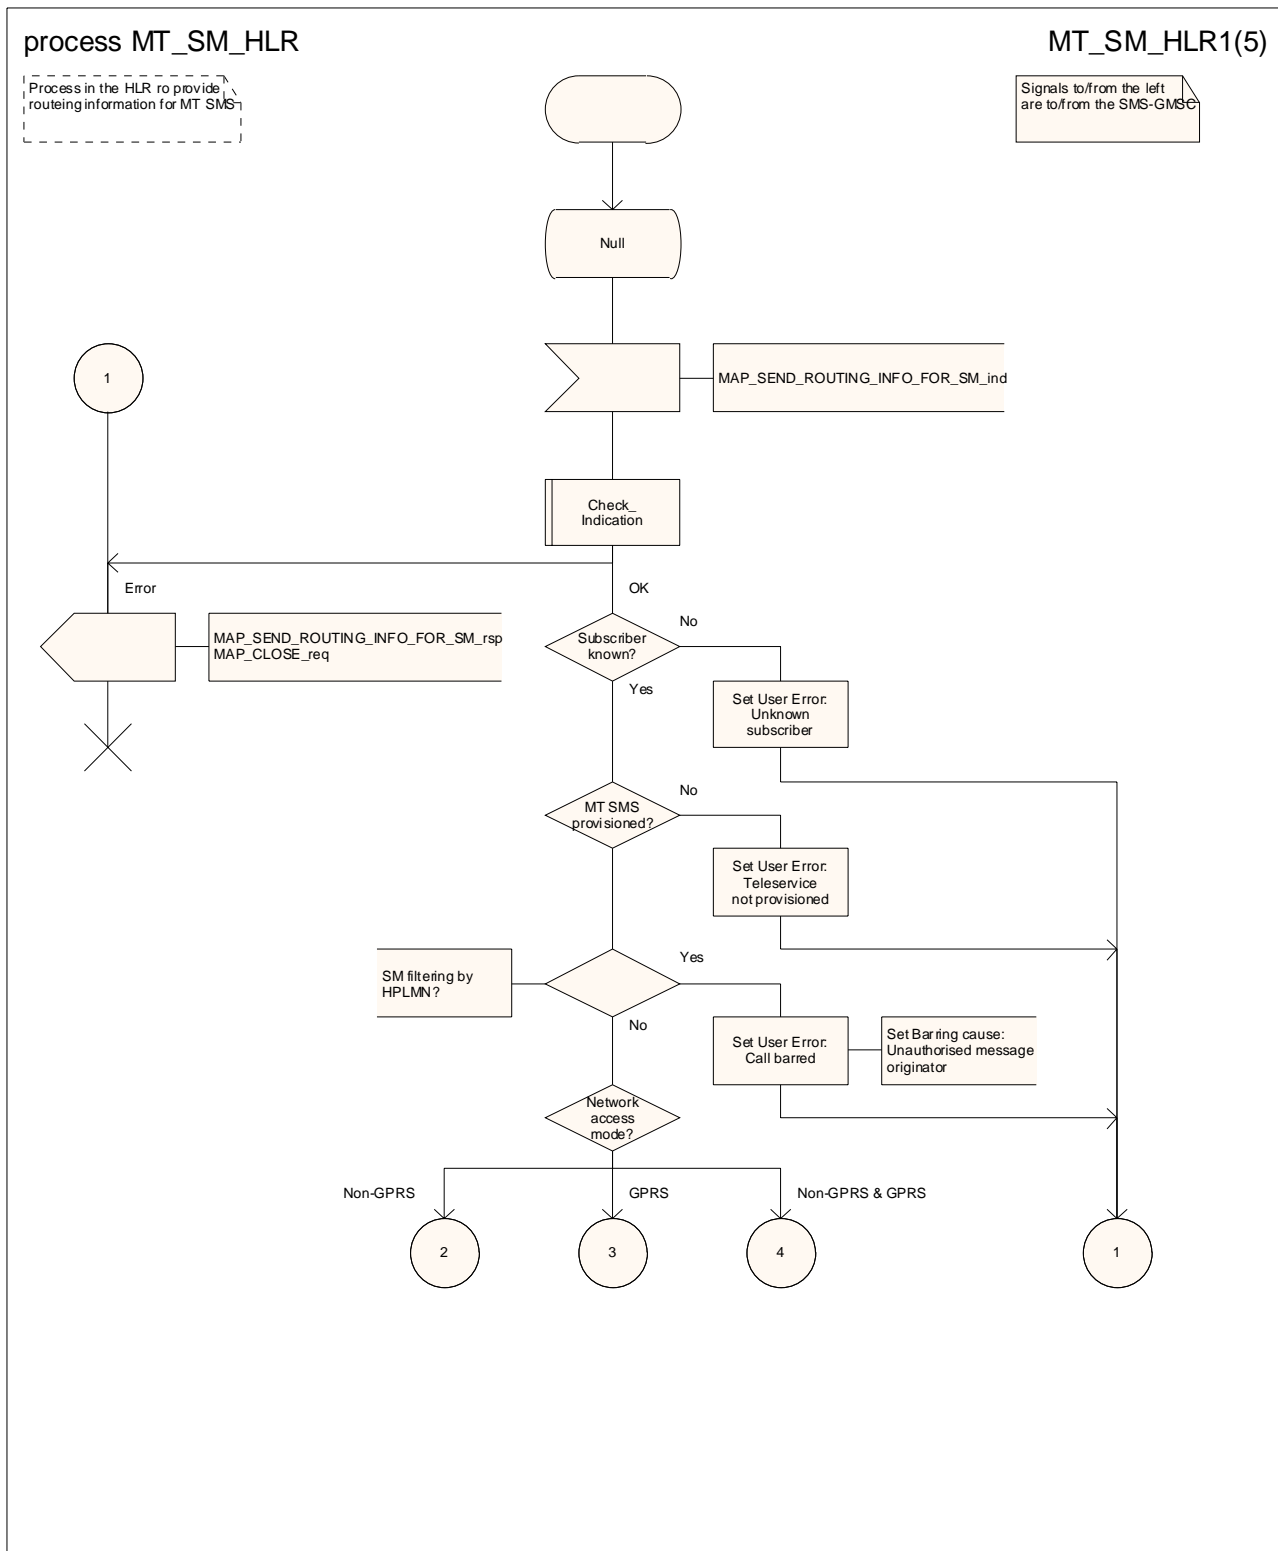 process MT_SM_HLR
MT_SM_HLR1(5)
Process in the HLR ro provide
routeing information for MT SMS
Signals to/from the left
are to/from the SMS-GMSC
Null
1
MAP_SEND_ROUTING_INFO_FOR_SM_ind
Check_
Indication
Error
OK
MAP_SEND_ROUTING_INFO_FOR_SM_rsp
MAP_CLOSE_req
Subscriber
known?
No
Yes
Set User Error:
Unknown
subscriber
MT SMS
provisioned?
No
Set User Error:
Teleservice
not provisioned
SM filtering by
HPLMN?
Yes
No
Set User Error:
Call barred
Set Barring cause:
Unauthorised message
originator
Network
access
mode?
Non-GPRS
GPRS
Non-GPRS & GPRS
2
3
4
1